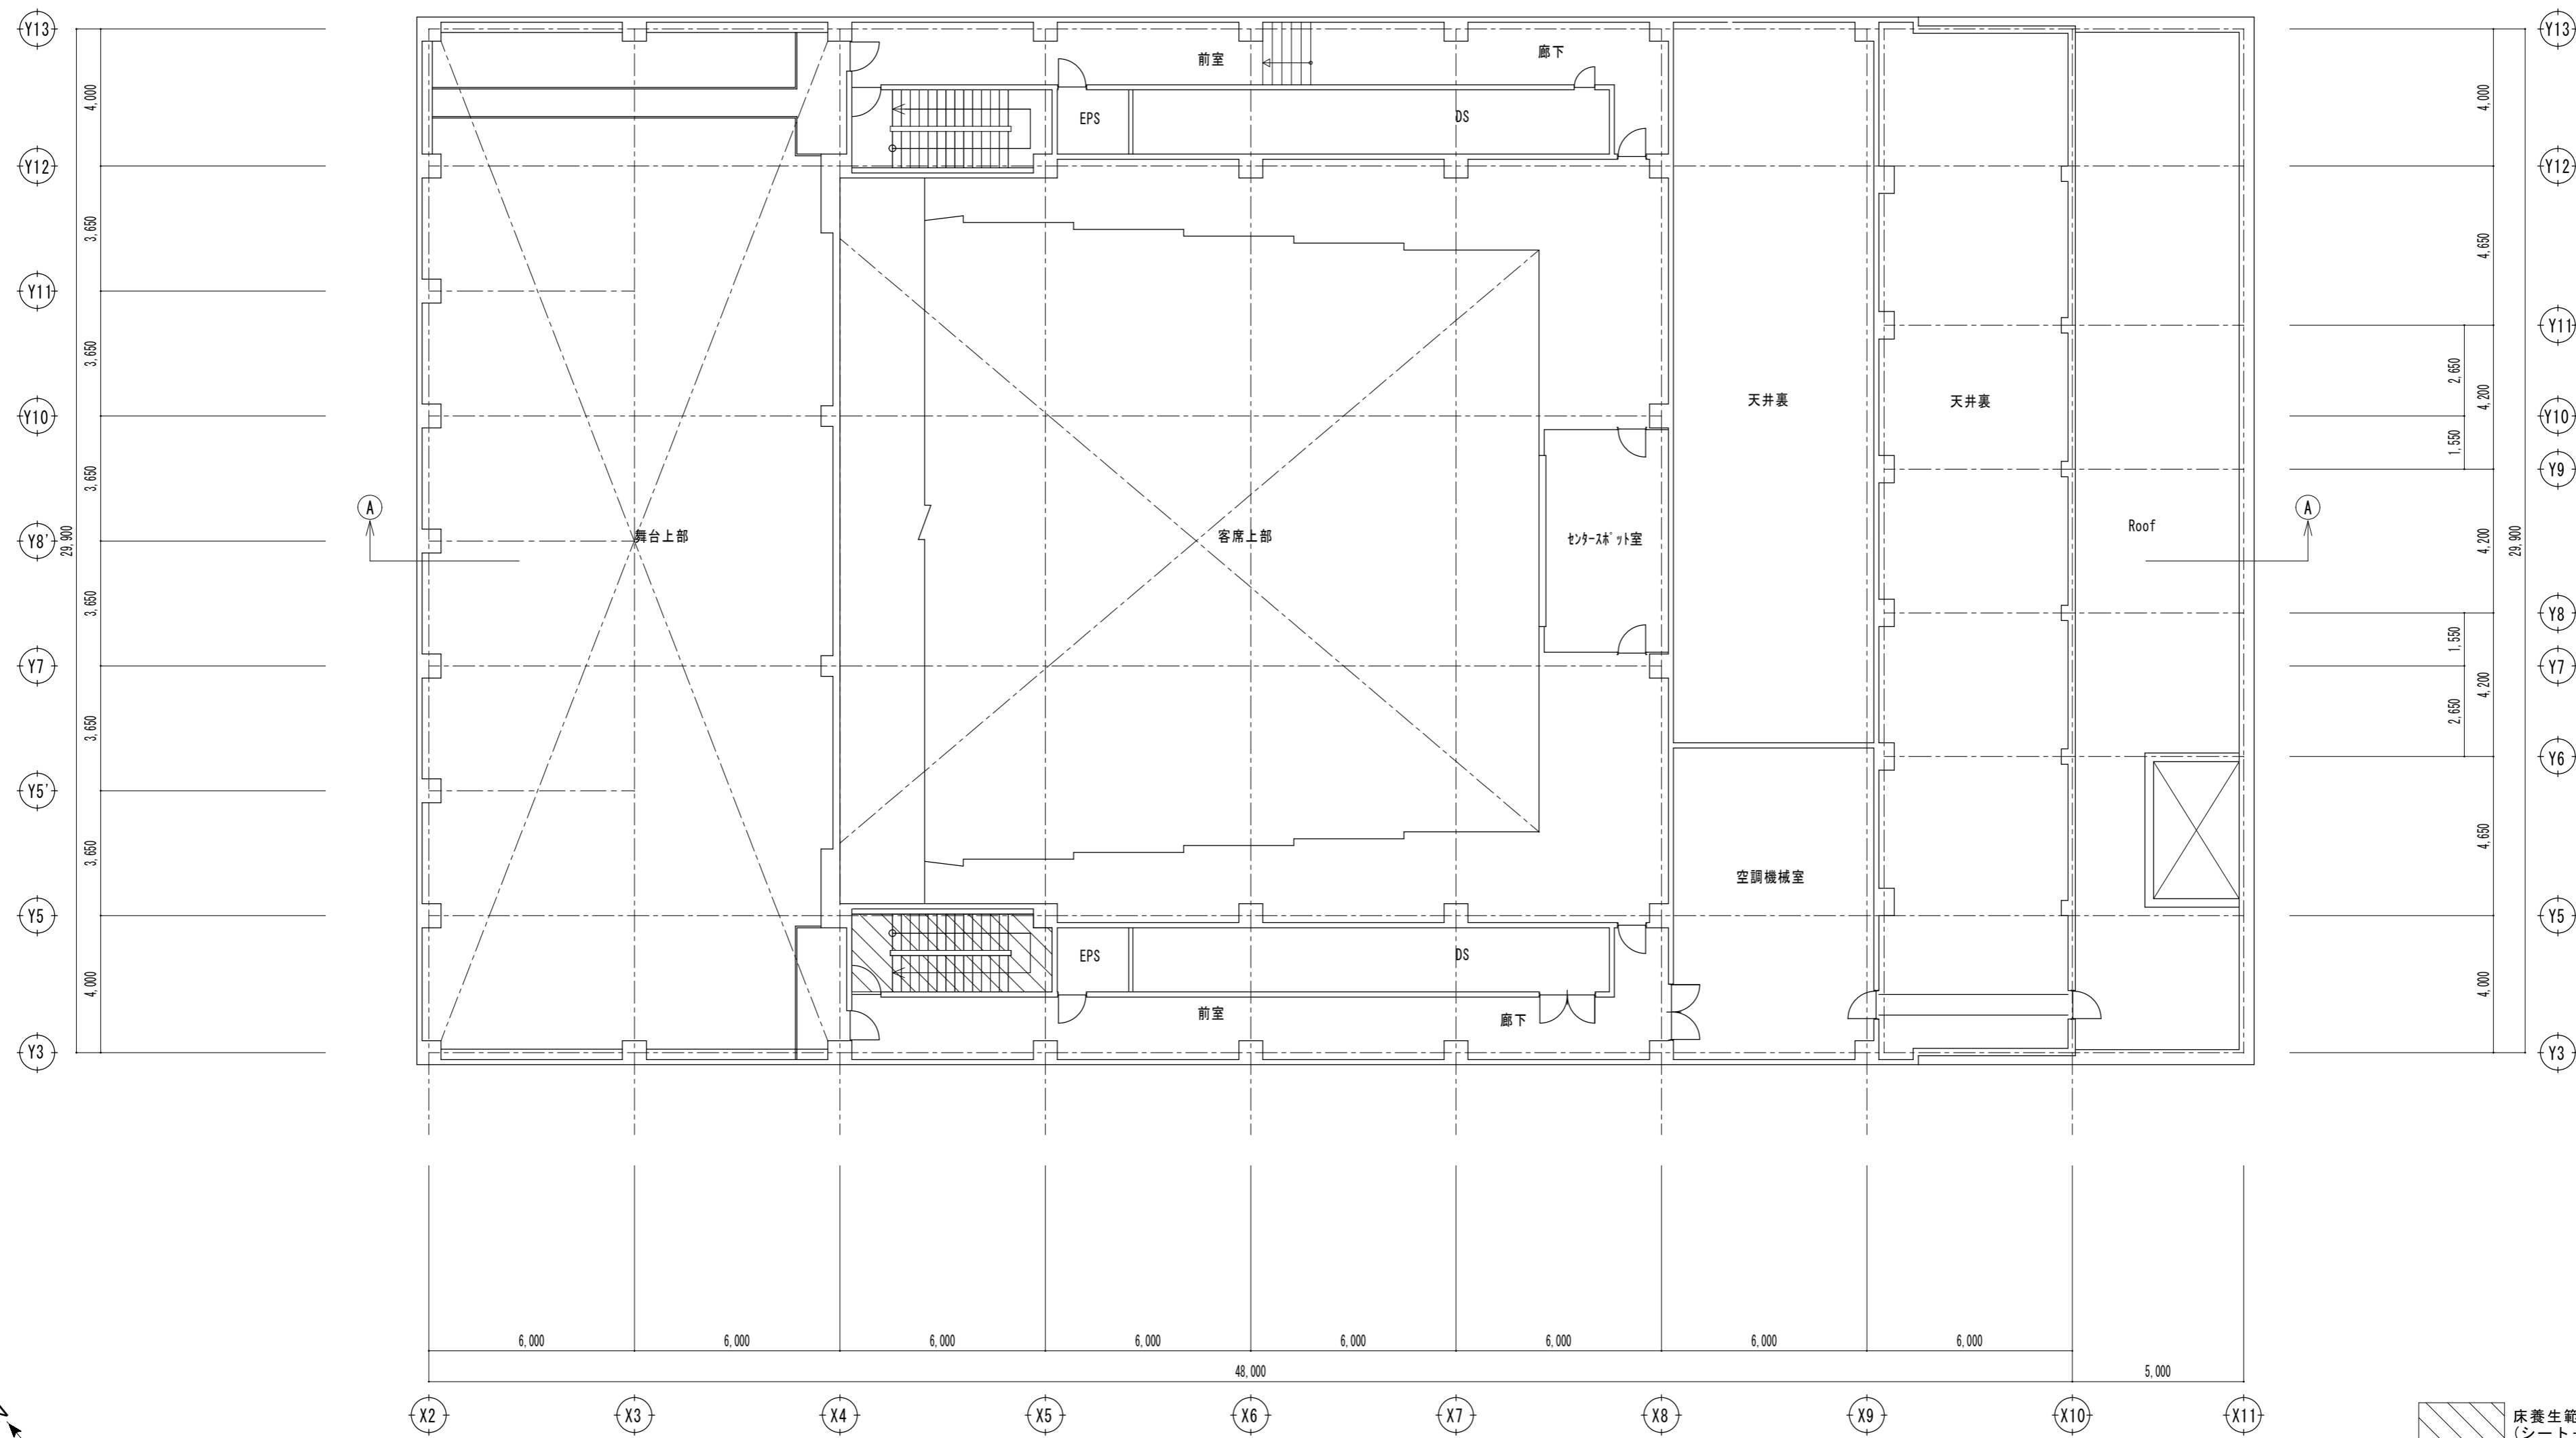 Y13
Y13
前室
廊下
4,000
EPS
DS
4,000
Y12
Y12
3,650
4,650
Y11
Y11
3,650
2,650
天井裏
天井裏
4,200
Y10
Y10
1,550
3,650
Y9
A
A
29,900
Y8'
舞台上部
客席上部
センタースポット室
Roof
4,200
29,900
3,650
Y8
1,550
Y7
Y7
4,200
3,650
2,650
Y6
Y5'
3,650
空調機械室
4,650
Y5
Y5
EPS
DS
4,000
4,000
前室
廊下
Y3
Y3
6,000 6,000 6,000 6,000 6,000 6,000 6,000 6,000
48,000 5,000
X2 X3 X4 X5 X6 X7 X8 X9 X10 X11
床養生範
(シート